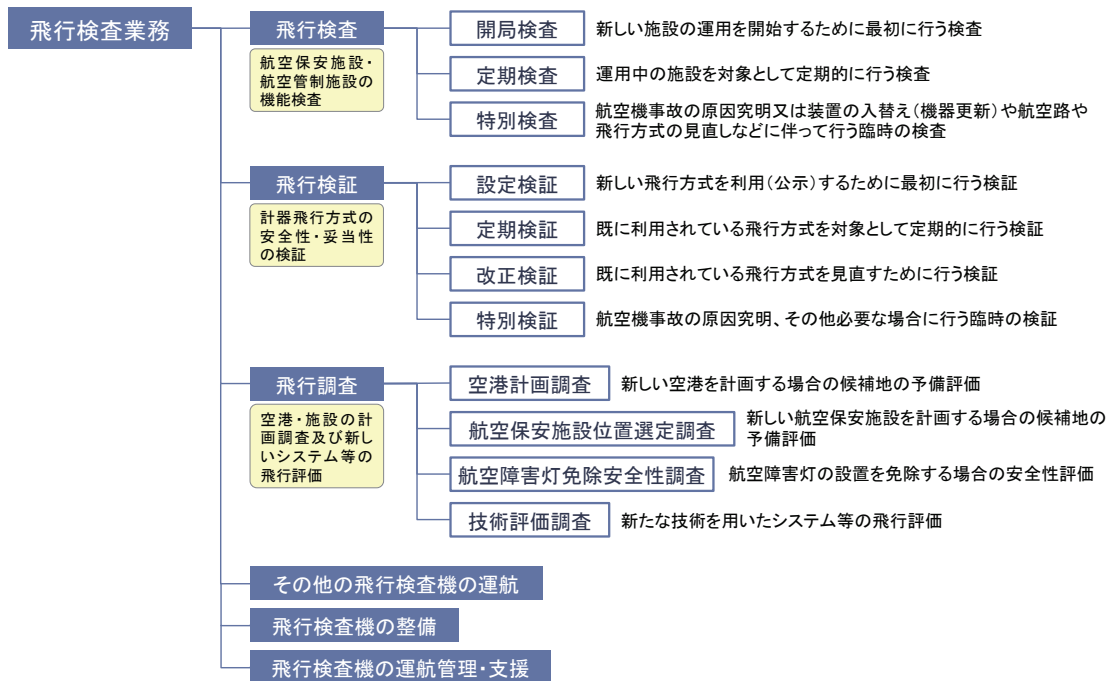 飛行検査業務
飛行検査
航空保安施設・
航空管制施設の
機能検査
開局検査
新しい施設の運用を開始するために最初に行う検査
定期検査
運用中の施設を対象として定期的に行う検査
特別検査
航空機事故の原因究明又は装置の入替え(機器更新)や航空路や
飛行方式の見直しなどに伴って行う臨時の検査
飛行検証
計器飛行方式の
安全性・妥当性
の検証
設定検証
新しい飛行方式を利用(公示)するために最初に行う検証
定期検証
既に利用されている飛行方式を対象として定期的に行う検証
改正検証
既に利用されている飛行方式を見直すために行う検証
特別検証
航空機事故の原因究明、その他必要な場合に行う臨時の検証
飛行調査
空港・施設の計
画調査及び新し
いシステム等の
飛行評価
空港計画調査
新しい空港を計画する場合の候補地の予備評価
航空保安施設位置選定調査
新しい航空保安施設を計画する場合の候補地の
予備評価
航空障害灯免除安全性調査
航空障害灯の設置を免除する場合の安全性評価
技術評価調査
新たな技術を用いたシステム等の飛行評価
その他の飛行検査機の運航
飛行検査機の整備
飛行検査機の運航管理・支援